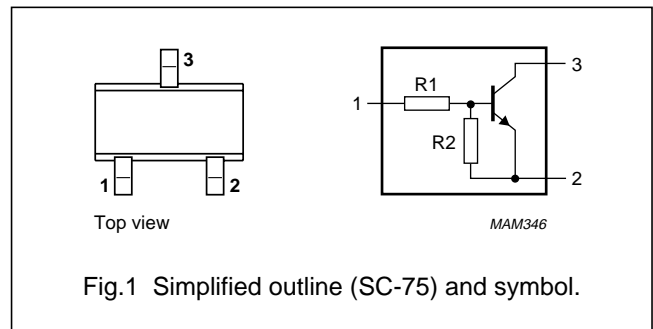 3
1
2
Top view
1
R1
R2
3
2
MAM346
Fig.1 Simplified outline (SC-75) and symbol.